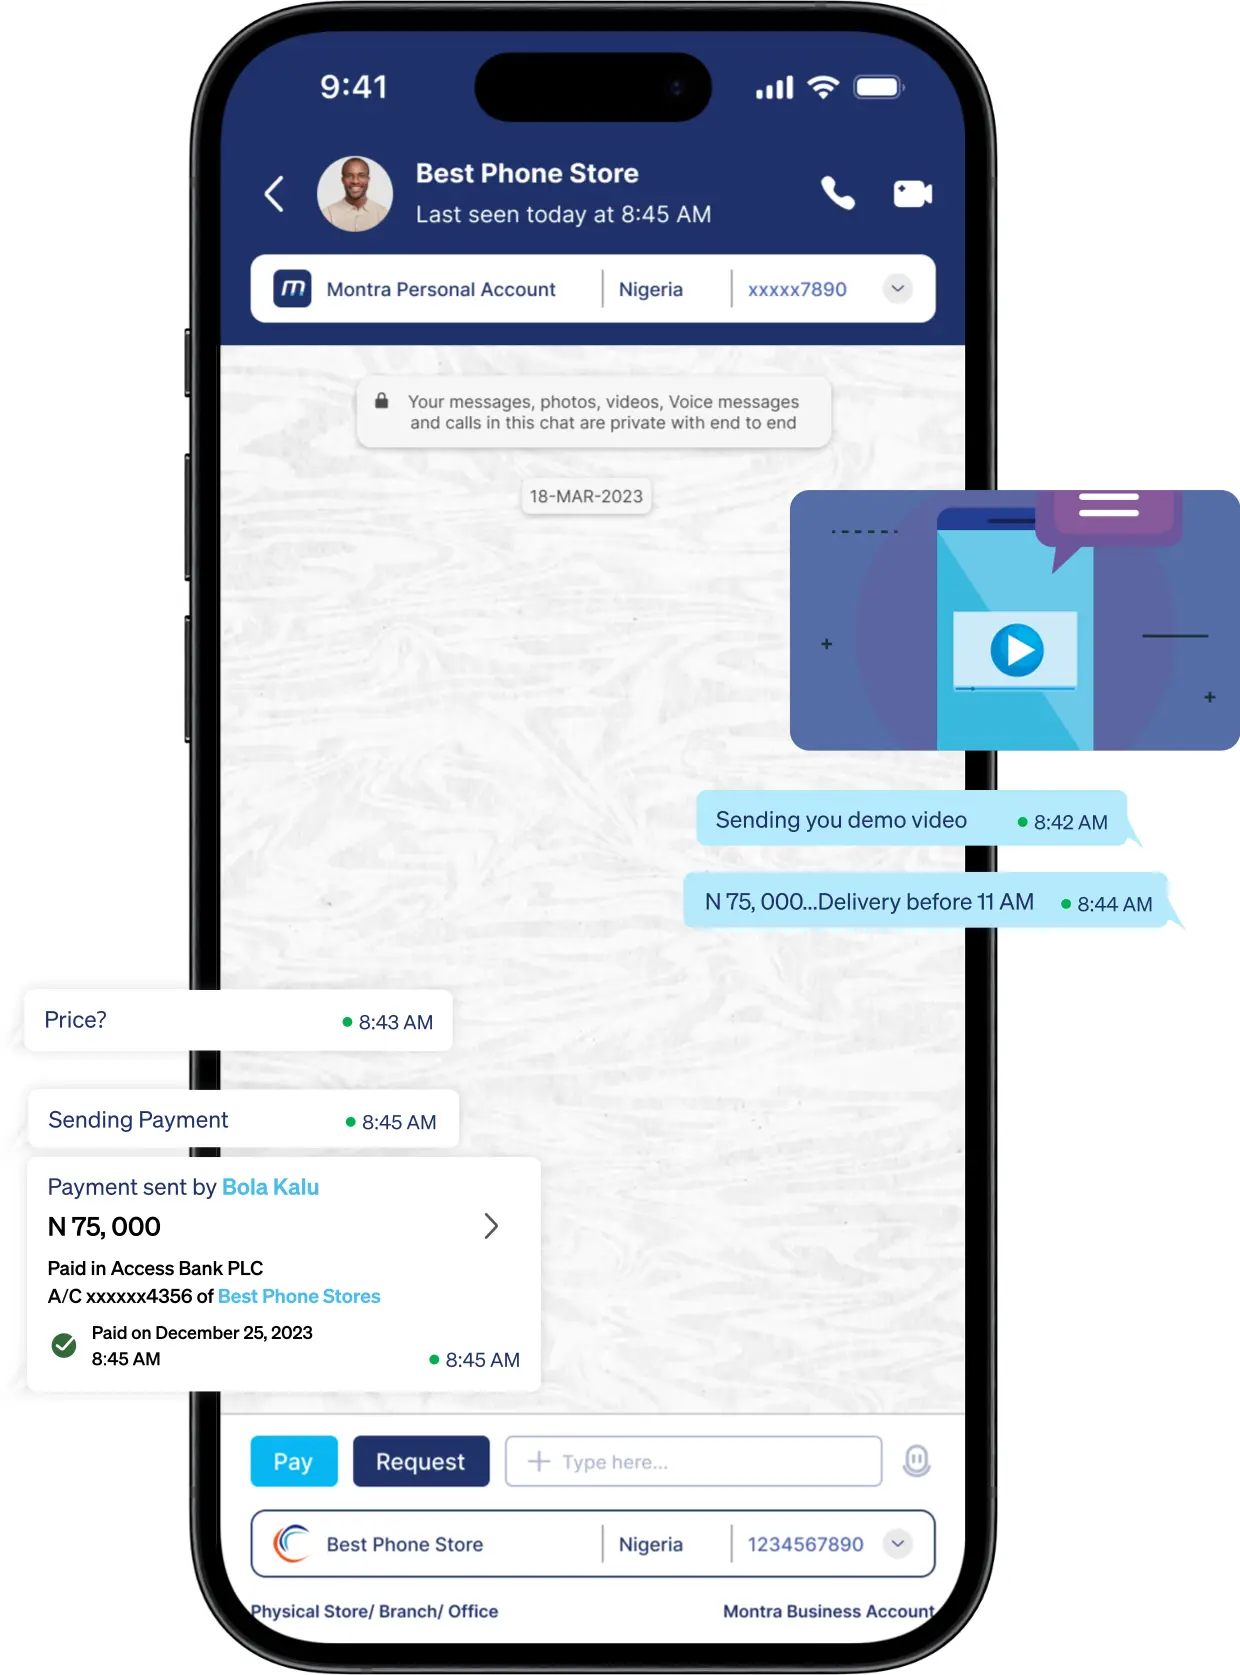 9:41
Best Phone Store
Last seen today at 8:45 AM
m Montra Personal Account Nigeria xxxxx7890
Your messages, photos, videos, Voice messages
and calls in this chat are private with end to end
18-MAR-2023
Sending you demo video 8:42 AM
N 75, 000...Delivery before 11 AM 8:44 AM
Price? 8:43 AM
Sending Payment 8:45 AM
Payment sent by Bola Kalu
N 75, 000
Paid in Access Bank PLC
A/C xxxxxx4356 of Best Phone Stores
Paid on December 25, 2023
8:45 AM
8:45 AM
Pay Request Type here...
Best Phone Store Nigeria 1234567890
Physical Store/ Branch/ Office Montra Business Account